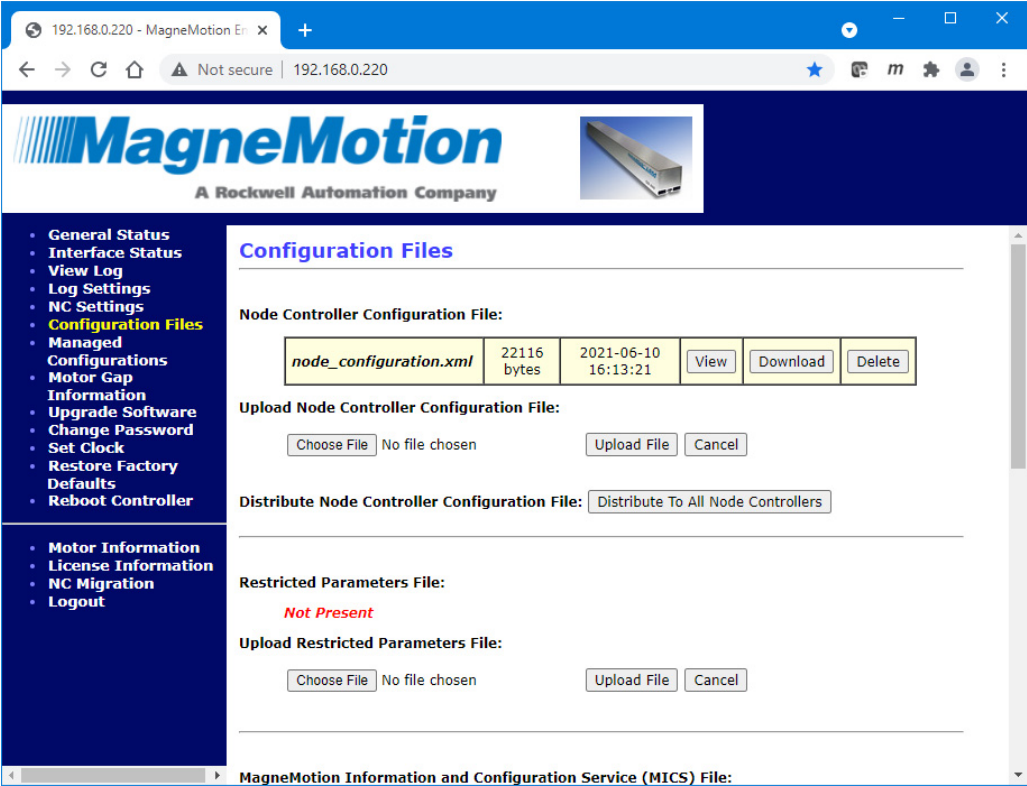 192.168.0.220 - MagneMotion En
Not secure | 192.168.0.220
MagneMotion
A Rockwell Automation Company
General Status
Interface Status
View Log
Log Settings
NC Settings
Configuration Files
Managed
Configurations
Motor Gap
Information
Upgrade Software
Change Password
Set Clock
Restore Factory
Defaults
Reboot Controller
Motor Information
License Information
NC Migration
Logout
Configuration Files
Node Controller Configuration File:
node_configuration.xml 22116 bytes 2021-06-10 16:13:21 View Download Delete
Upload Node Controller Configuration File:
Choose File No file chosen Upload File Cancel
Distribute Node Controller Configuration File: Distribute To All Node Controllers
Restricted Parameters File:
Not Present
Upload Restricted Parameters File:
Choose File No file chosen Upload File Cancel
MagneMotion Information and Configuration Service (MICS) File: